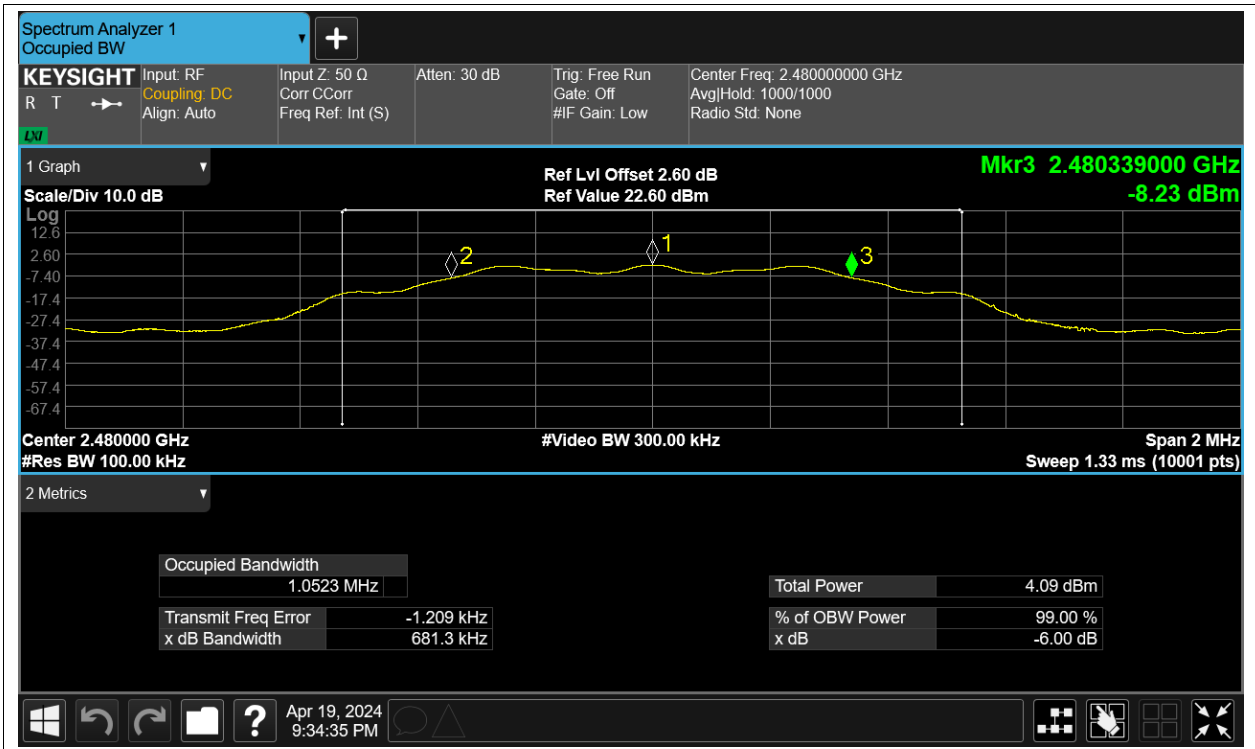 Spectrum Analyzer 1
Occupied BW
KEYSIGHT
R T
LXI
Input: RF
Coupling: DC
Align: Auto
Input Z: 50 Ω
Corr CCorr
Freq Ref: Int (S)
Atten: 30 dB
Trig: Free Run
Gate: Off
#IF Gain: Low
Center Freq: 2.480000000 GHz
Avg|Hold: 1000/1000
Radio Std: None
1 Graph
Scale/Div 10.0 dB
Ref Lvl Offset 2.60 dB
Ref Value 22.60 dBm
Mkr3 2.480339000 GHz
-8.23 dBm
Log
12.6
2.60
-7.40
-17.4
-27.4
-37.4
-47.4
-57.4
-67.4
2
1
3
Center 2.480000 GHz
#Res BW 100.00 kHz
#Video BW 300.00 kHz
Span 2 MHz
Sweep 1.33 ms (10001 pts)
2 Metrics
Occupied Bandwidth
1.0523 MHz
Transmit Freq Error -1.209 kHz
x dB Bandwidth 681.3 kHz
Total Power 4.09 dBm
% of OBW Power 99.00 %
x dB -6.00 dB
?
Apr 19, 2024
9:34:35 PM